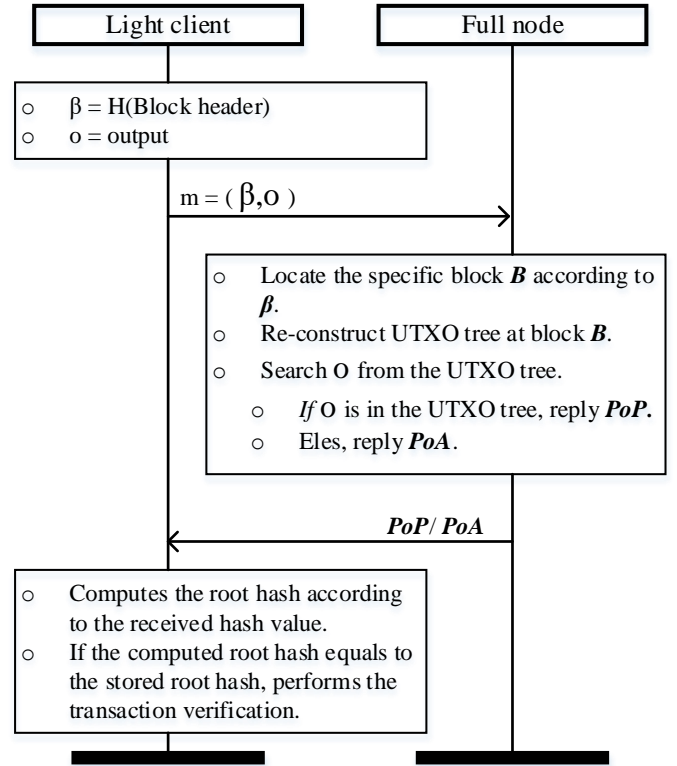 Light client
Full node
○ β = H(Block header)
○ o = output
m = ( β,o )
○ Locate the specific block B according to
β.
○ Re-construct UTXO tree at block B.
○ Search O from the UTXO tree.
○ If O is in the UTXO tree, reply PoP.
○ Eles, reply PoA.
PoP/ PoA
○ Computes the root hash according
to the received hash value.
○ If the computed root hash equals to
the stored root hash, performs the
transaction verification.